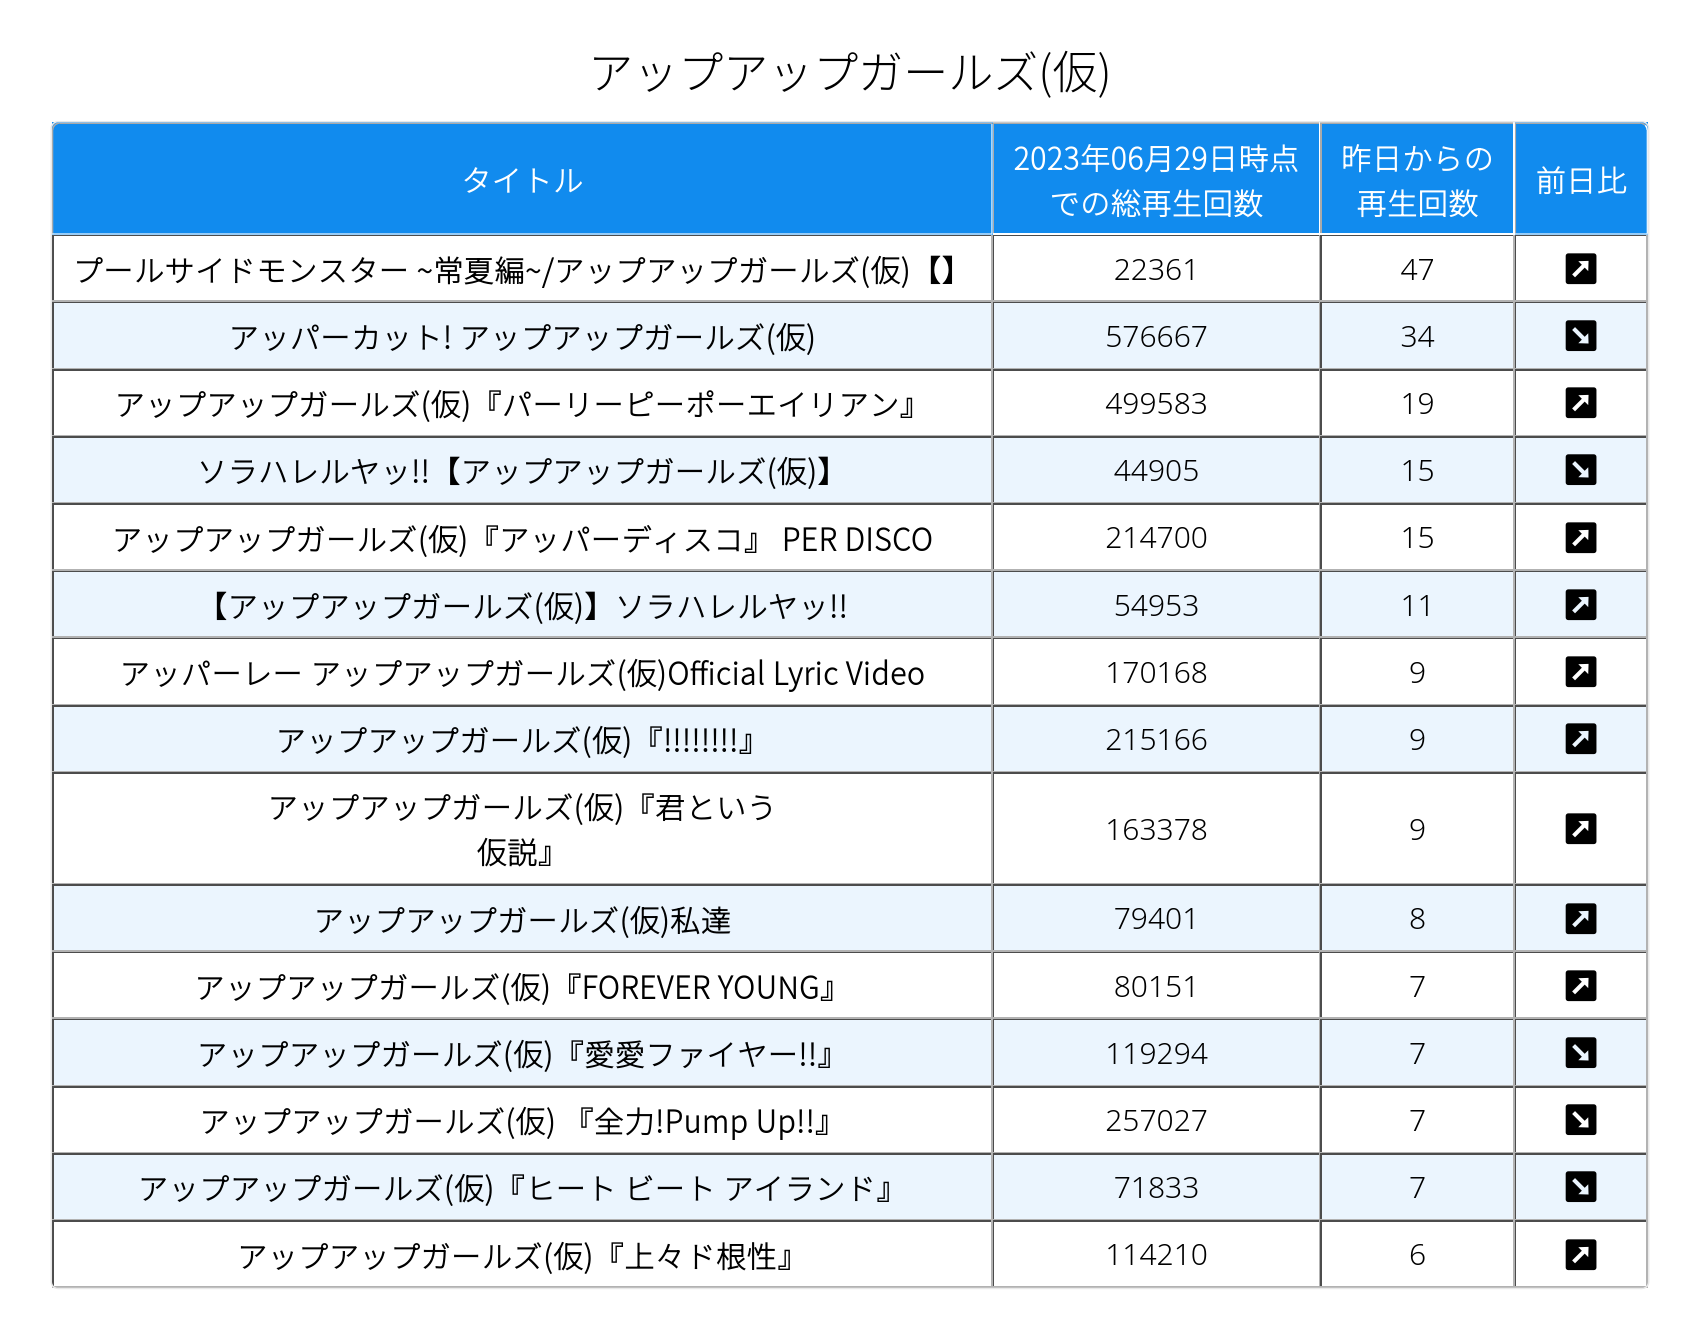 アップアップガールズ(仮)
タイトル 2023年06月29日時点での総再生回数 昨日からの再生回数 前日比
プールサイドモンスター ~常夏編~/アップアップガールズ(仮)【】 22361 47 ↗
アッパーカット! アップアップガールズ(仮) 576667 34 ↘
アップアップガールズ(仮)『パーリーピーポーエイリアン』 499583 19 ↗
ソラハレルヤッ!!【アップアップガールズ(仮)】 44905 15 ↘
アップアップガールズ(仮)『アッパーディスコ』 PER DISCO 214700 15 ↗
【アップアップガールズ(仮)】ソラハレルヤッ!! 54953 11 ↗
アッパーレー アップアップガールズ(仮)Official Lyric Video 170168 9 ↗
アップアップガールズ(仮)『!!!!!!!!』 215166 9 ↗
アップアップガールズ(仮)『君という
仮説』 163378 9 ↗
アップアップガールズ(仮)私達 79401 8 ↗
アップアップガールズ(仮)『FOREVER YOUNG』 80151 7 ↗
アップアップガールズ(仮)『愛愛ファイヤー!!』 119294 7 ↘
アップアップガールズ(仮) 『全力!Pump Up!!』 257027 7 ↘
アップアップガールズ(仮)『ヒート ビート アイランド』 71833 7 ↘
アップアップガールズ(仮)『上々ド根性』 114210 6 ↗